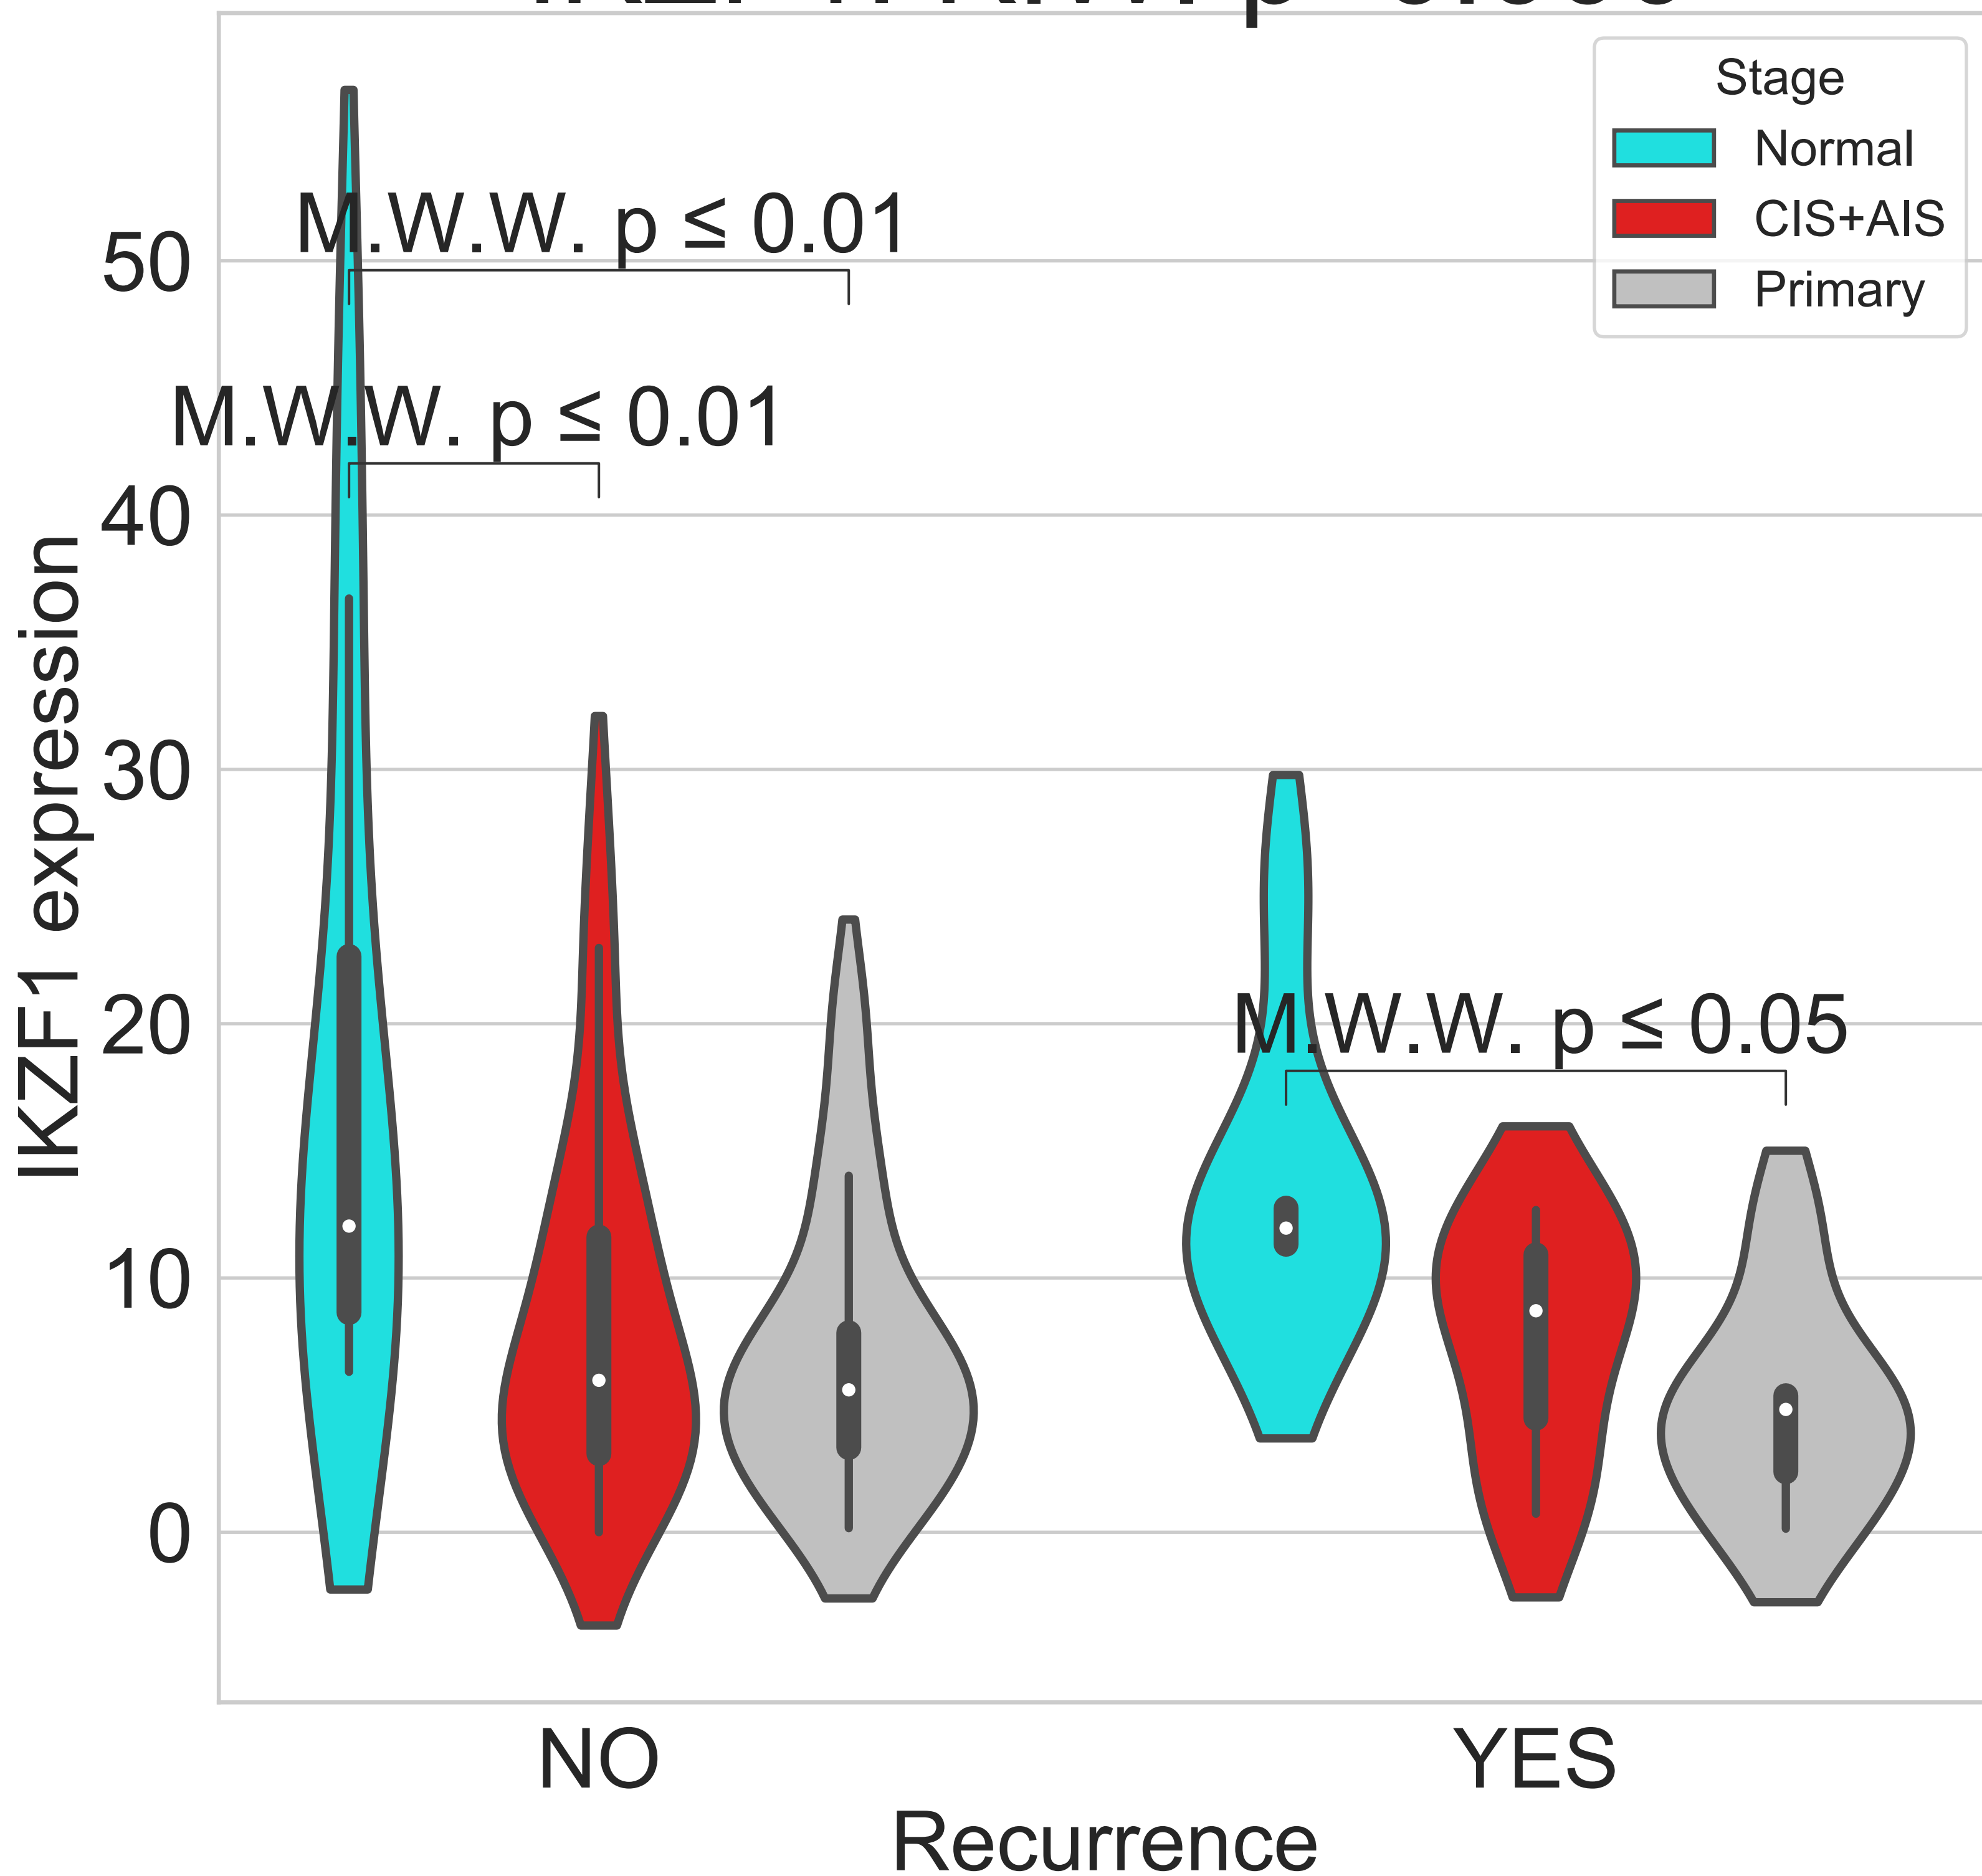 Stage
Normal
CIS+AIS
Primary
M.W.W. p ≤ 0.01
M.W.W. p ≤ 0.01
M.W.W. p ≤ 0.05
50
40
30
20
10
0
IKZF1 expression
NO
YES
Recurrence